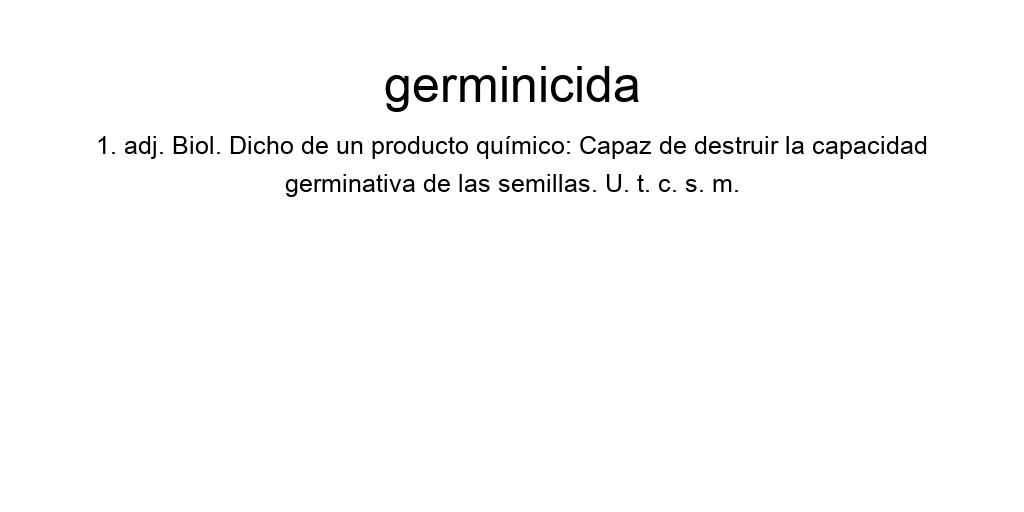 germinicida
1. adj. Biol. Dicho de un producto químico: Capaz de destruir la capacidad
germinativa de las semillas. U. t. c. s. m.